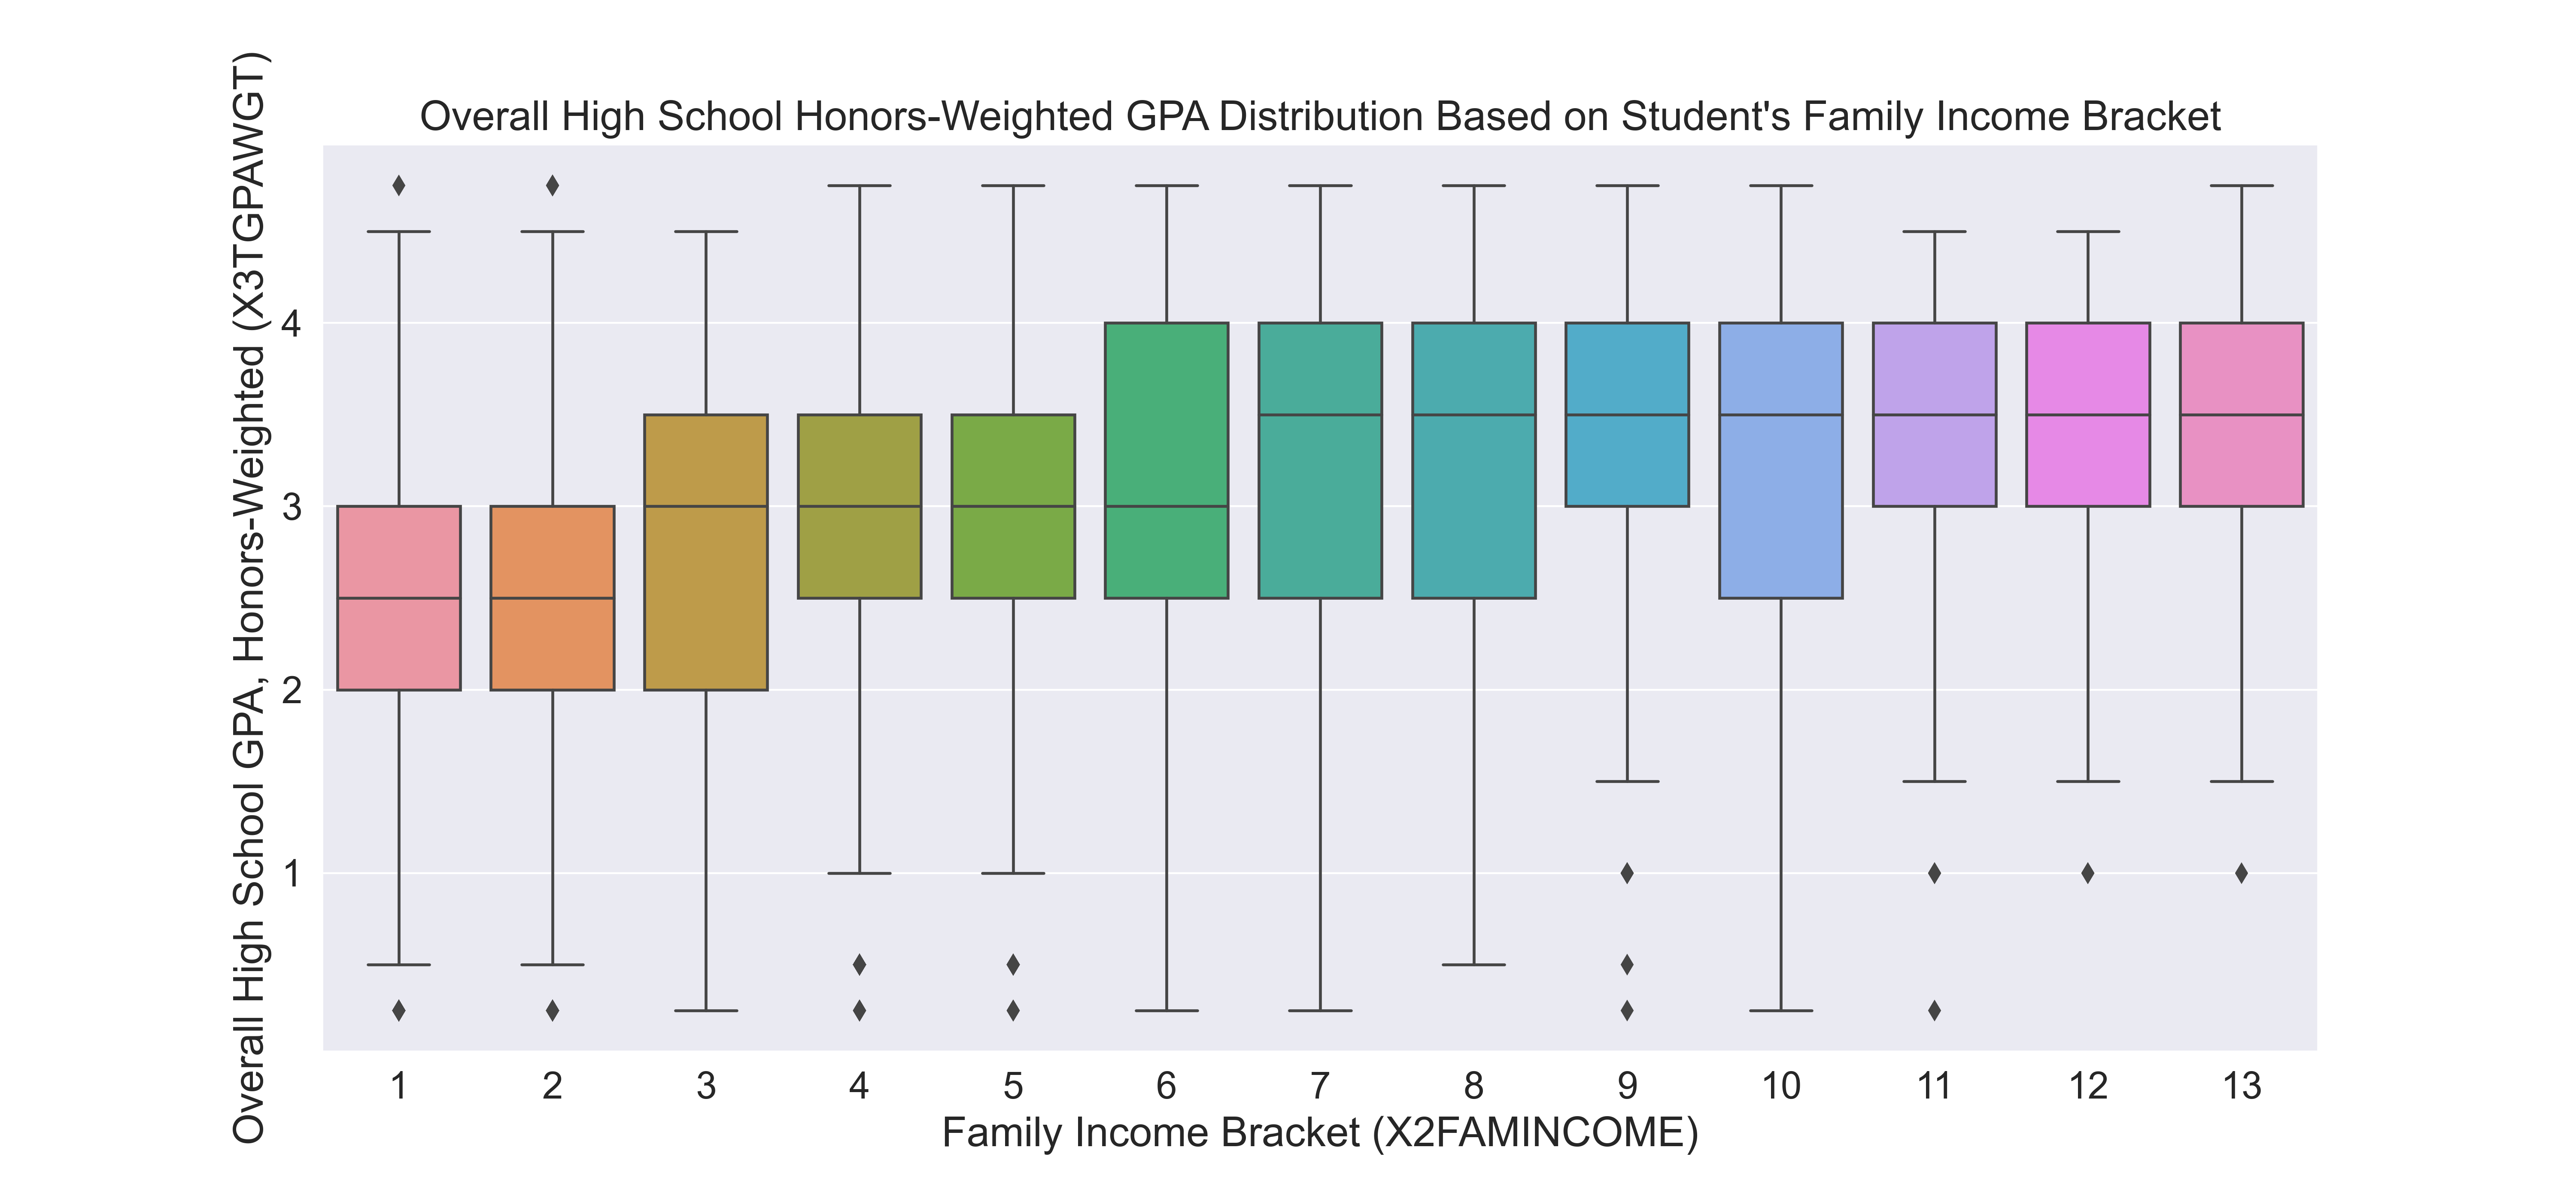 Overall High School Honors-Weighted GPA Distribution Based on Student's Family Income Bracket
Overall High School GPA, Honors-Weighted (X3TGPAWGT)
4
3
2
1
1 2 3 4 5 6 7 8 9 10 11 12 13
Family Income Bracket (X2FAMINCOME)